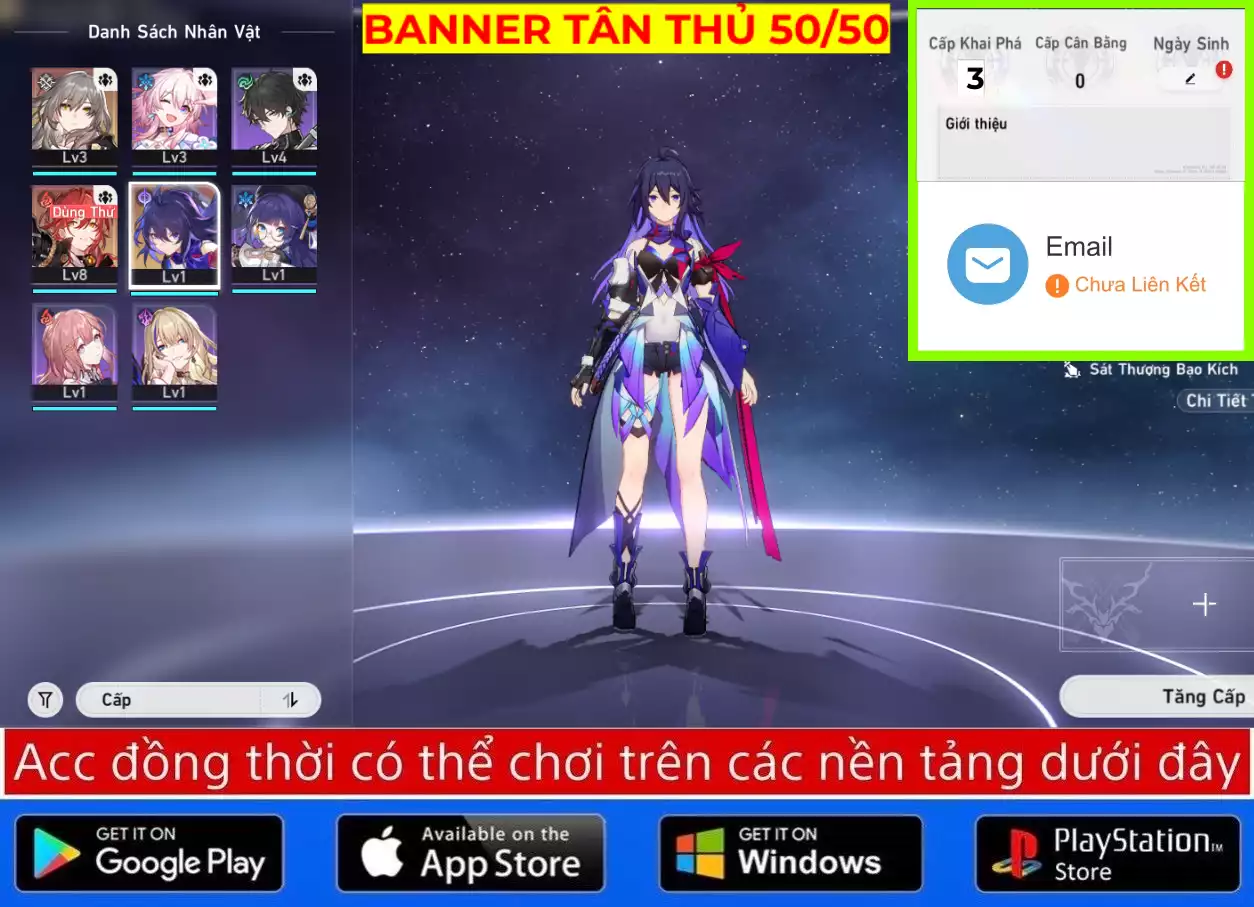 Danh Sách Nhân Vật
BANNER TÂN THỦ 50/50
Cấp Khai Phá
Cấp Cân Bằng
Ngày Sinh
3
0
Giới thiệu
Email
Chưa Liên Kết
Lv3
Lv3
Lv4
Dùng Thử
Lv8
Lv1
Lv1
Lv1
Lv1
Sát Thương Bạo Kích
Chi Tiết
Cấp
Tăng Cấp
Acc đồng thời có thể chơi trên các nền tảng dưới đây
GET IT ON
Google Play
Available on the
App Store
GET IT ON
Windows
PlayStation™
Store